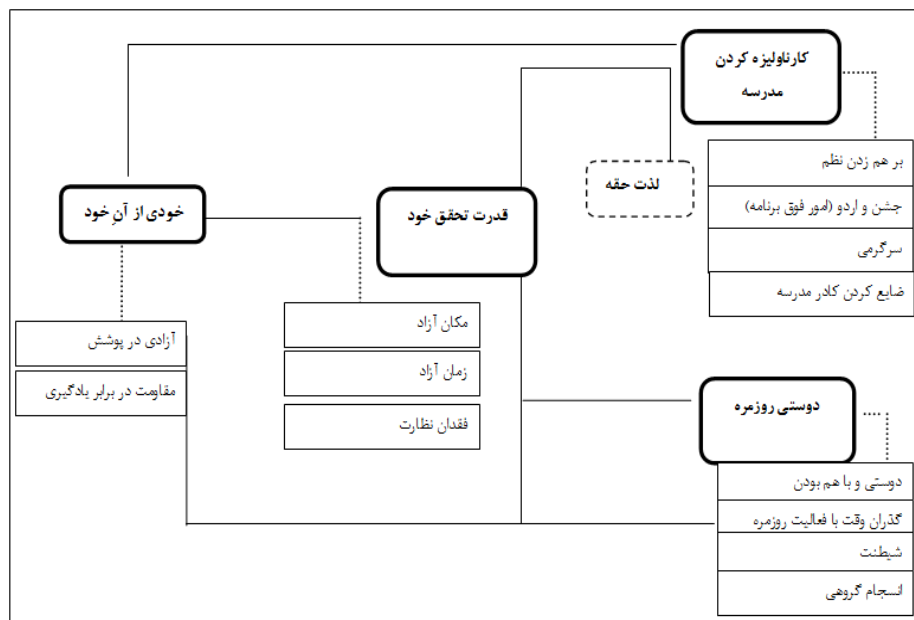 کارناولیزه کردن
مدرسه
بر هم زدن نظم
جشن و اردو (امور فوق برنامه)
سرگرمی
ضایع کردن کادر مدرسه
لذت حقه
قدرت تحقق خود
مکان آزاد
زمان آزاد
فقدان نظارت
خودی از آنِ خود
آزادی در پوشش
مقاومت در برابر یادگیری
دوستی روزمره
دوستی و با هم بودن
گذران وقت با فعالیت روزمره
شیطنت
انسجام گروهی